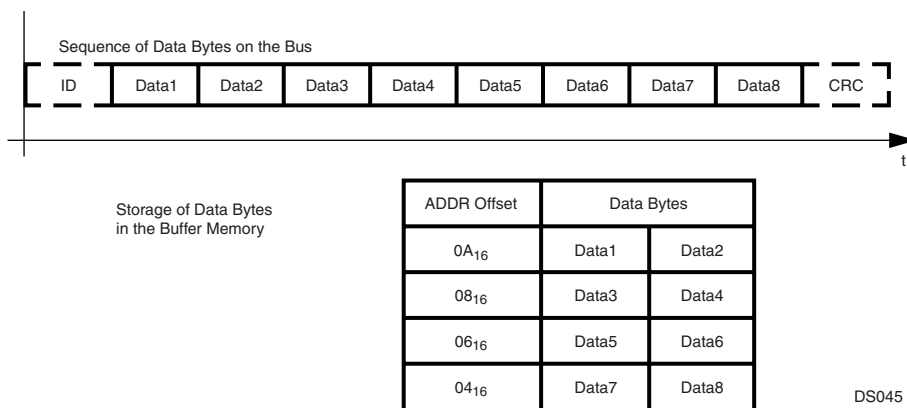 Sequence of Data Bytes on the Bus
ID Data1 Data2 Data3 Data4 Data5 Data6 Data7 Data8 CRC
t
Storage of Data Bytes
in the Buffer Memory
ADDR Offset Data Bytes
0A16 Data1 Data2
0816 Data3 Data4
0616 Data5 Data6
0416 Data7 Data8
DS045